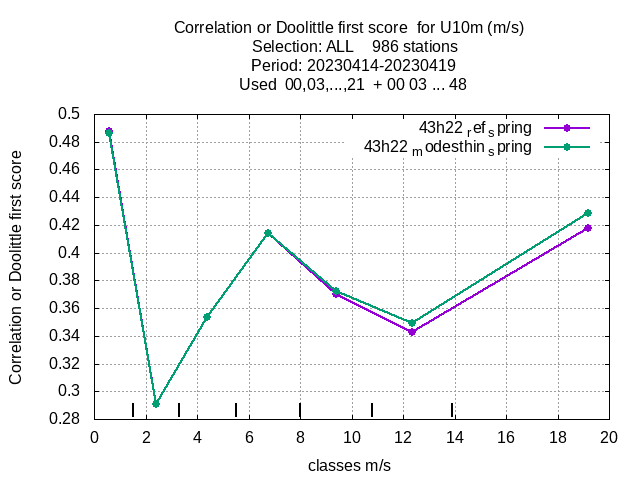 Correlation or Doolittle first score  for U10m (m/s)
Selection: ALL    986 stations
Period: 20230414-20230419
Used  00,03,...,21  + 00 03 ... 48
43h22 ref spring
43h22 modesthin spring
Correlation or Doolittle first score
0.5
0.48
0.46
0.44
0.42
0.4
0.38
0.36
0.34
0.32
0.3
0.28
0 2 4 6 8 10 12 14 16 18 20
classes m/s